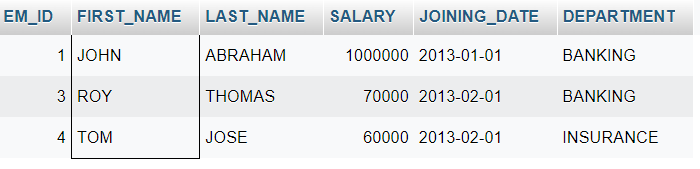 EM_ID FIRST_NAME LAST_NAME SALARY JOINING_DATE DEPARTMENT
1 JOHN ABRAHAM 1000000 2013-01-01 BANKING
3 ROY THOMAS 70000 2013-02-01 BANKING
4 TOM JOSE 60000 2013-02-01 INSURANCE